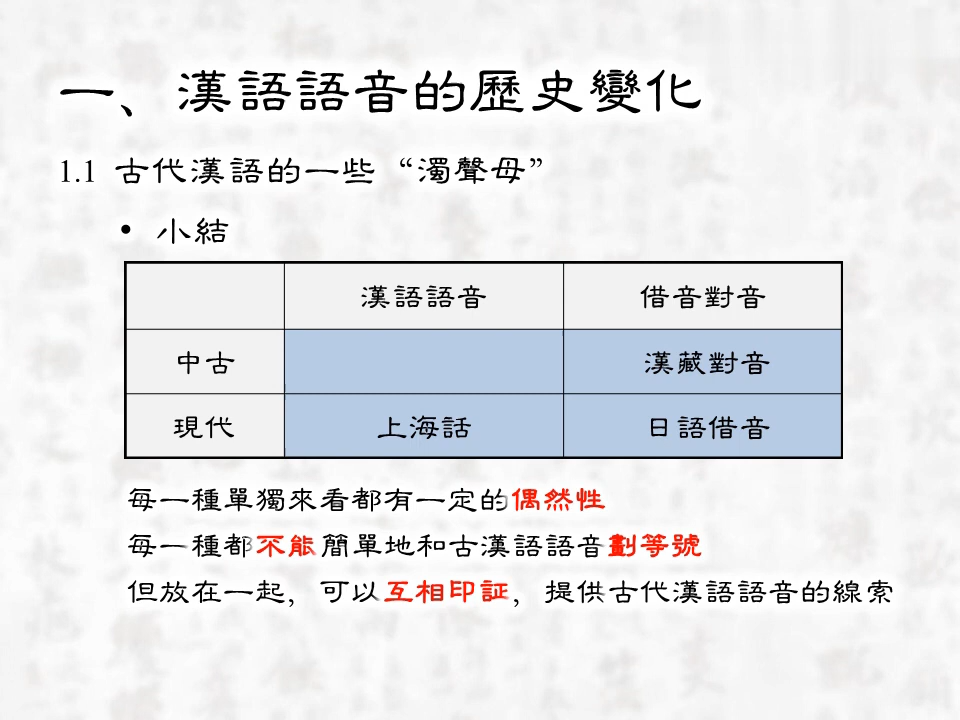 一、漢語語音的歷史變化
1.1 古代漢語的一些“濁聲母”
• 小結
漢語語音 借音對音
中古 漢藏對音
現代 上海話 日語借音
每一種單獨來看都有一定的偶然性
每一種都不能簡單地和古漢語語音劃等號
但放在一起，可以互相印証，提供古代漢語語音的線索